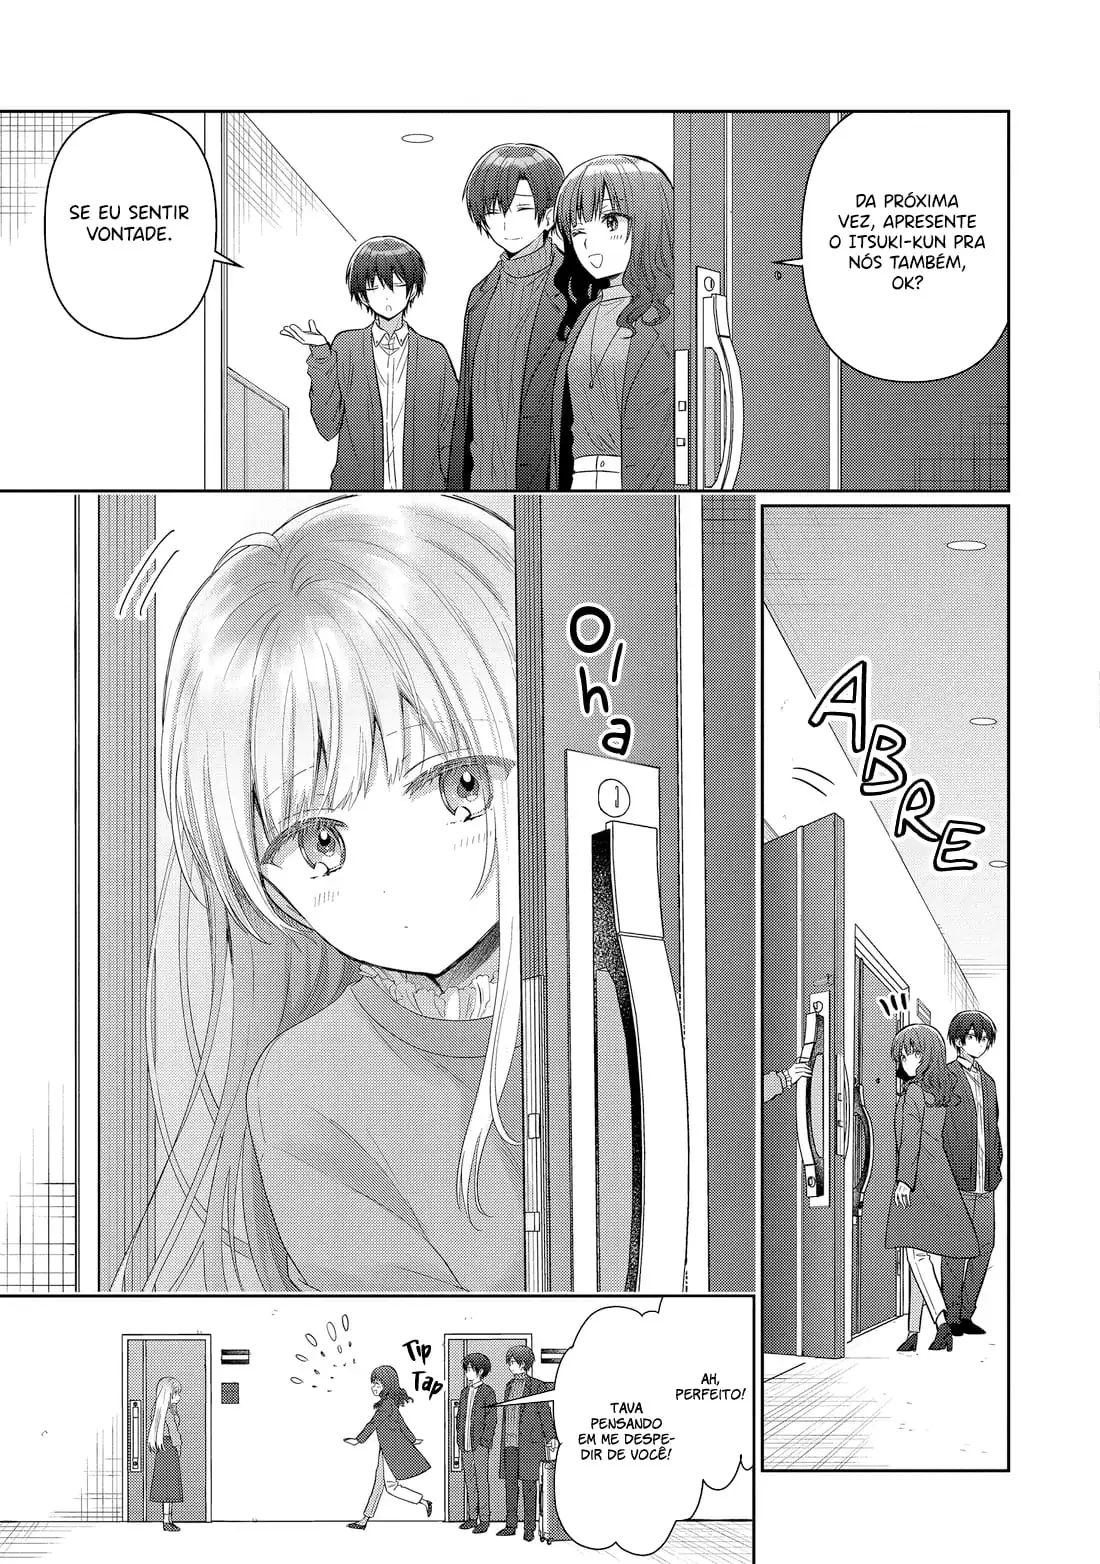 DA PRÓXIMA
VEZ, APRESENTE
O ITSUKI-KUN PRA
NÓS TAMBÉM,
OK?
SE EU SENTIR
VONTADE.
ABRE
Olha
AH,
PERFEITO!
TAVA
PENSANDO
EM ME DESPE-
DIR DE VOCÊ!
Tip
Tap